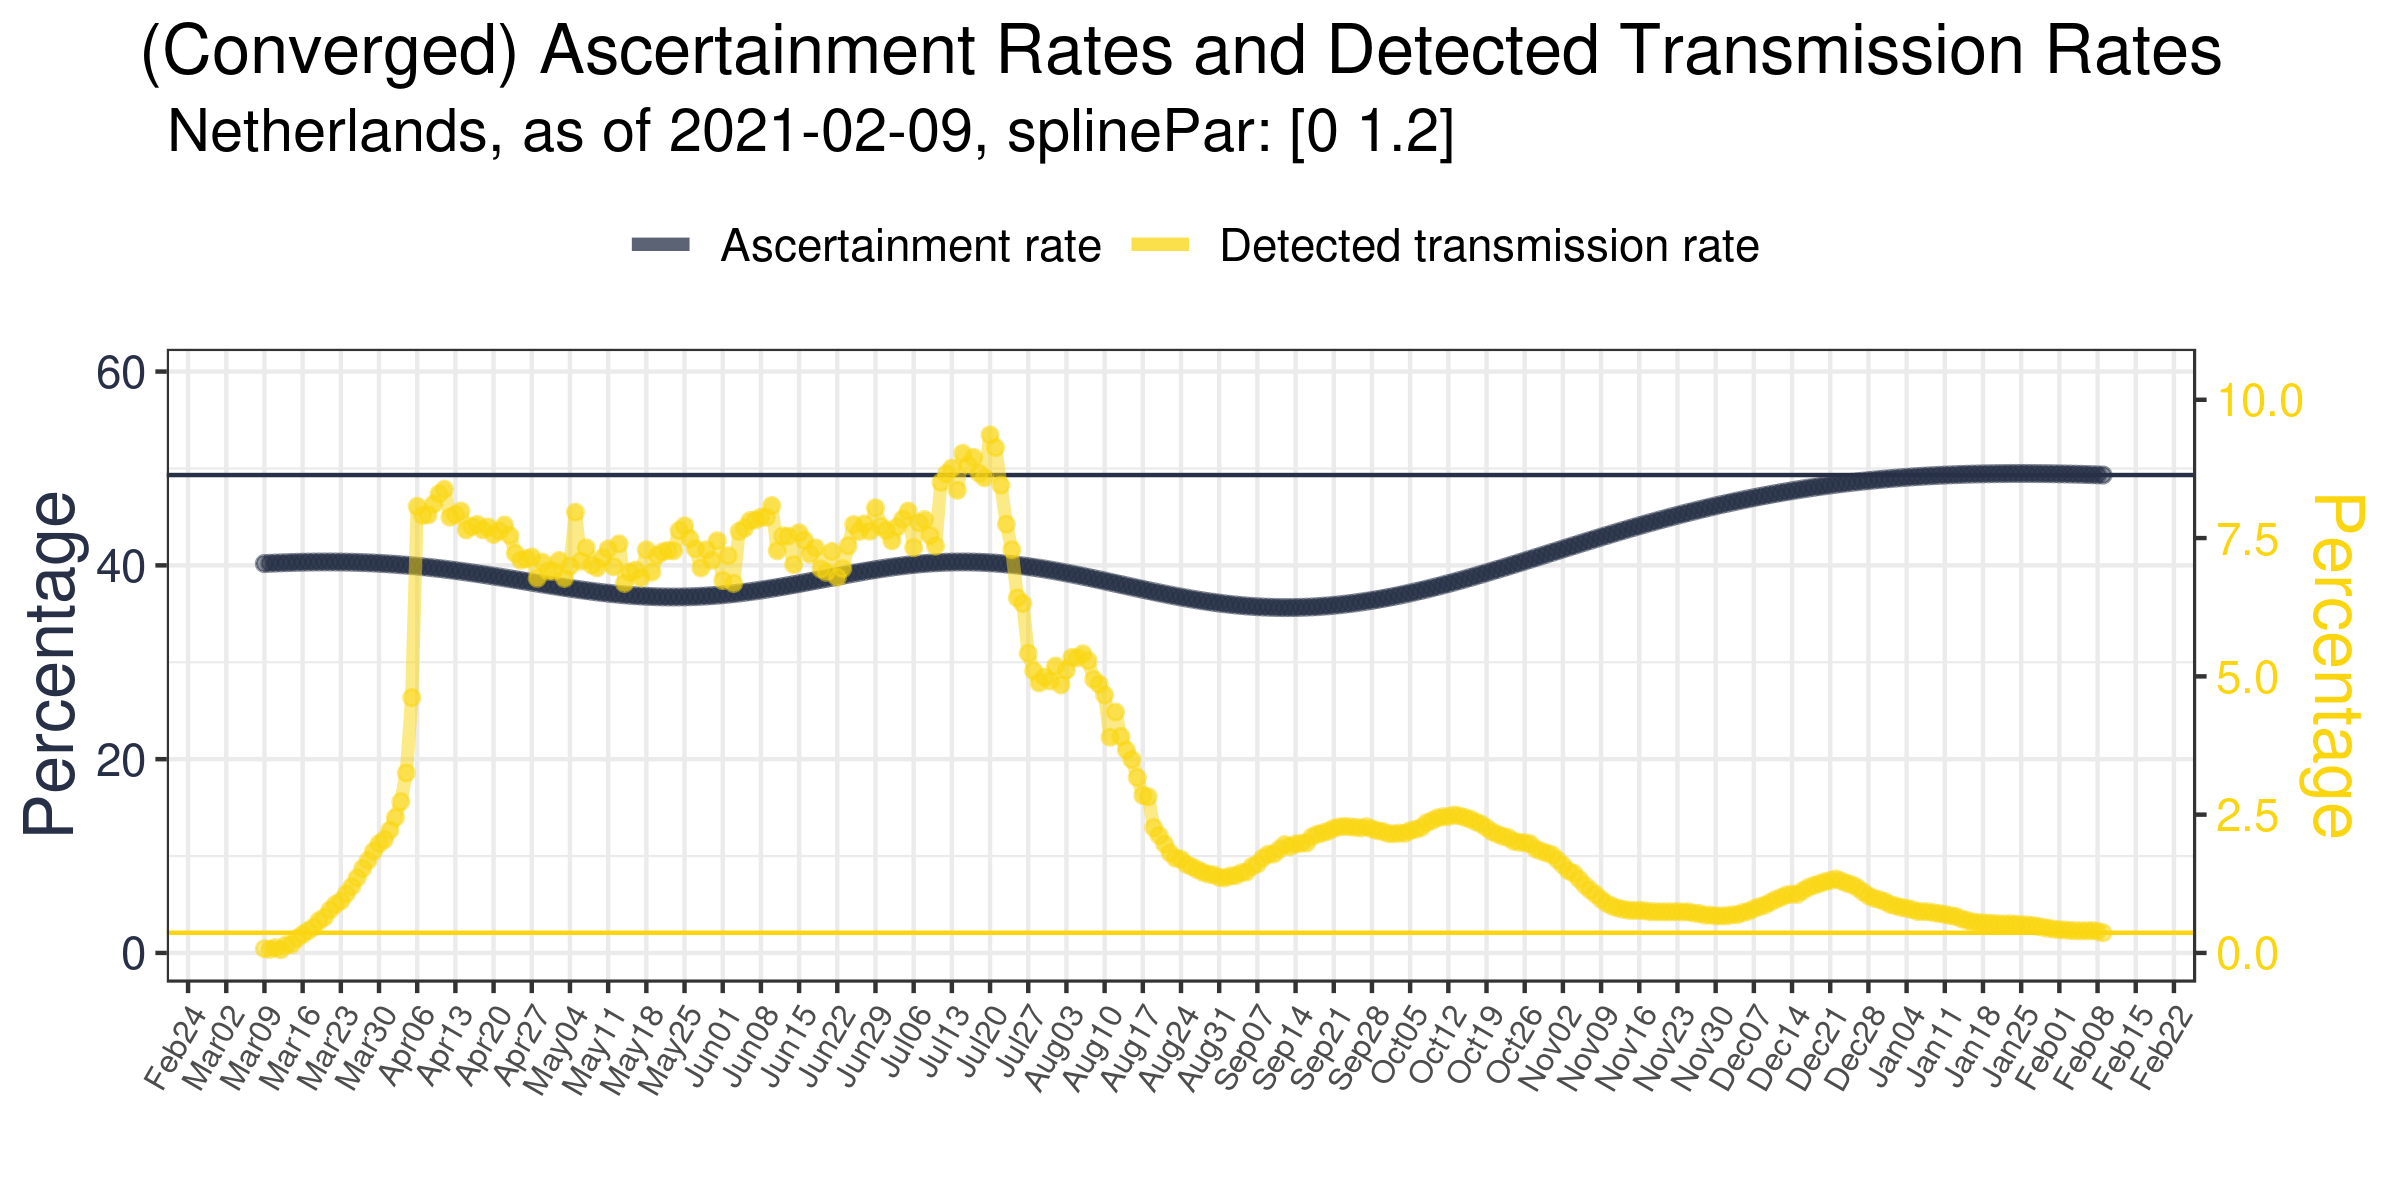 (Converged) Ascertainment Rates and Detected Transmission Rates
Netherlands, as of 2021-02-09, splinePar: [0 1.2]
Ascertainment rate
Detected transmission rate
Percentage
60
40
20
0
10.0
7.5
5.0
2.5
0.0
Percentage
Feb24
Mar02
Mar09
Mar16
Mar23
Mar30
Apr06
Apr13
Apr20
Apr27
May04
May11
May18
May25
Jun01
Jun08
Jun15
Jun22
Jun29
Jul06
Jul13
Jul20
Jul27
Aug03
Aug10
Aug17
Aug24
Aug31
Sep07
Sep14
Sep21
Sep28
Oct05
Oct12
Oct19
Oct26
Nov02
Nov09
Nov16
Nov23
Nov30
Dec07
Dec14
Dec21
Dec28
Jan04
Jan11
Jan18
Jan25
Feb01
Feb08
Feb15
Feb22